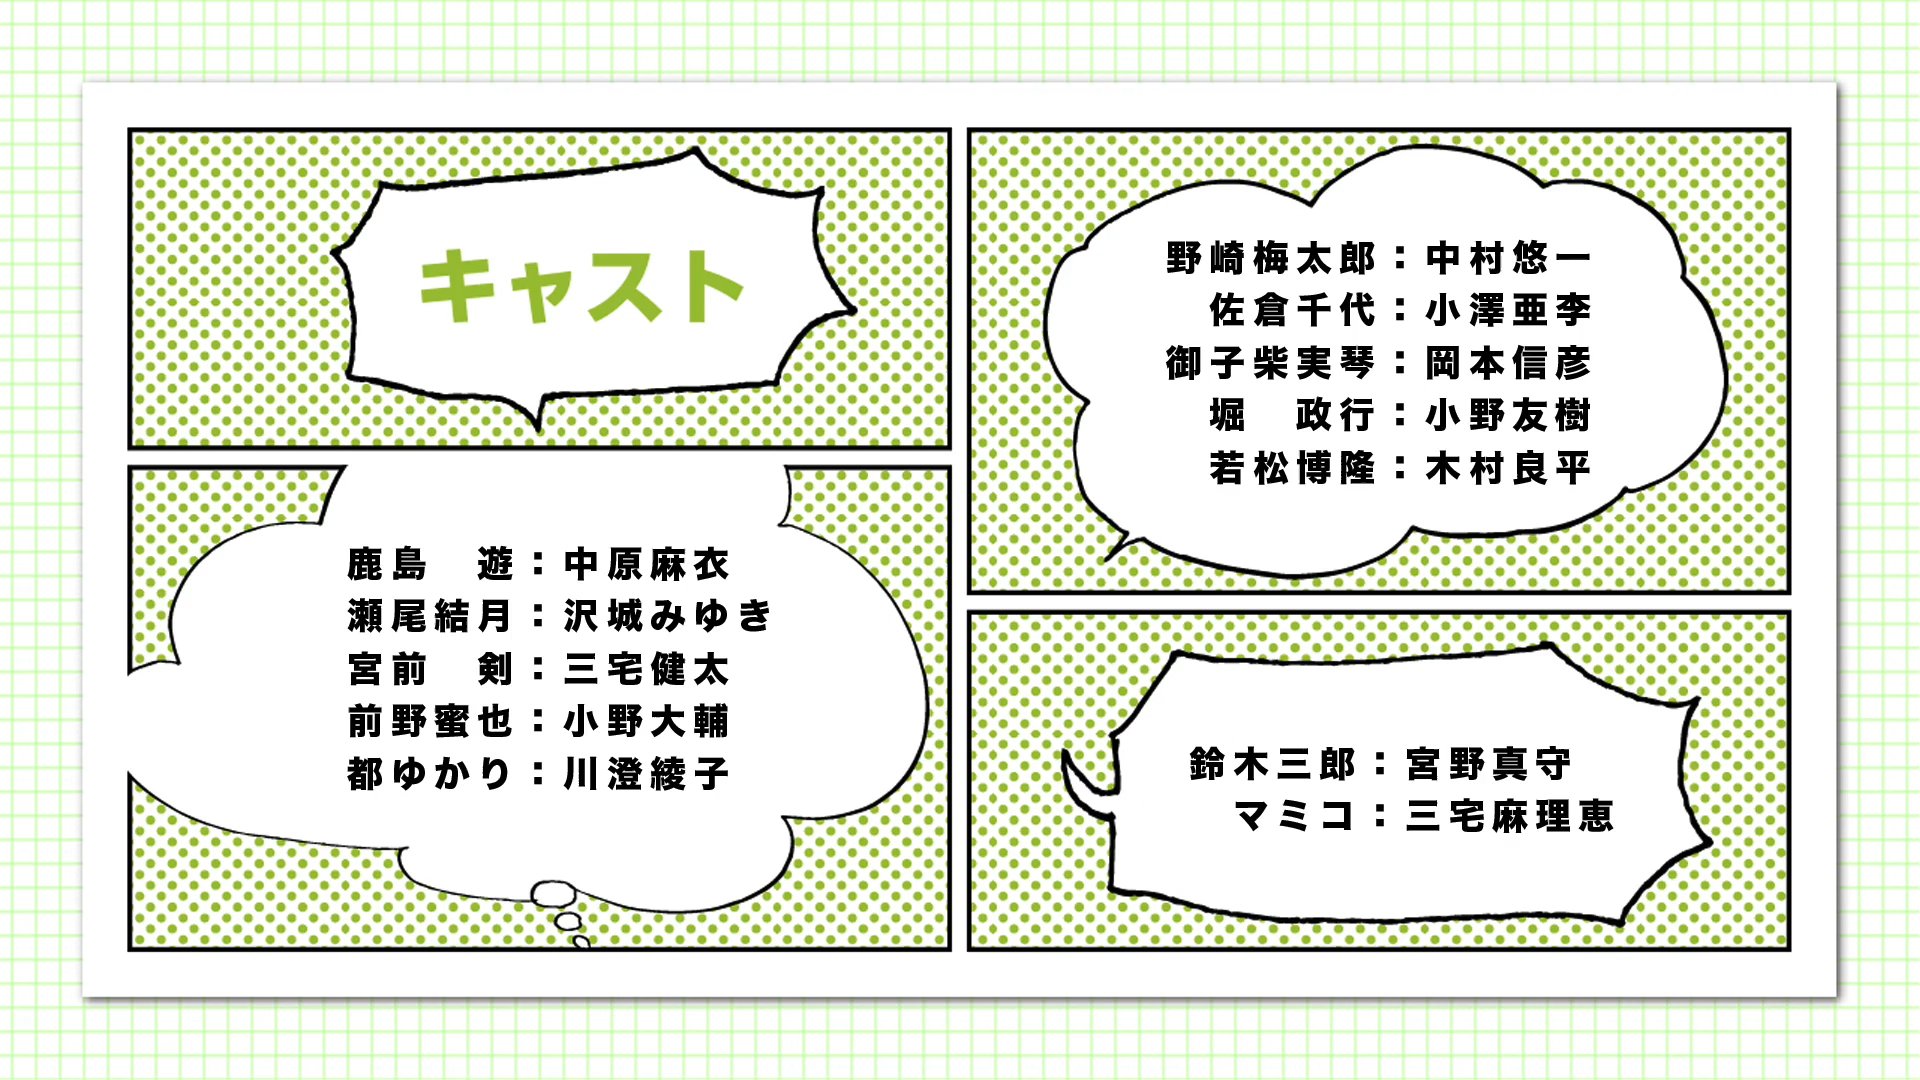 キャスト
野崎梅太郎：中村悠一
佐倉千代：小澤亜李
御子柴実琴：岡本信彦
堀　政行：小野友樹
若松博隆：木村良平
鹿島　遊：中原麻衣
瀬尾結月：沢城みゆき
宮前　剣：三宅健太
前野蜜也：小野大輔
都ゆかり：川澄綾子
鈴木三郎：宮野真守
マミコ：三宅麻理恵